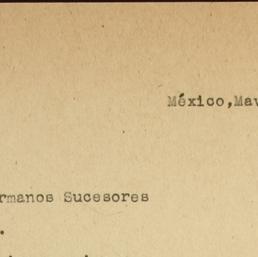 México, Ma
rmanos Sucesores
.